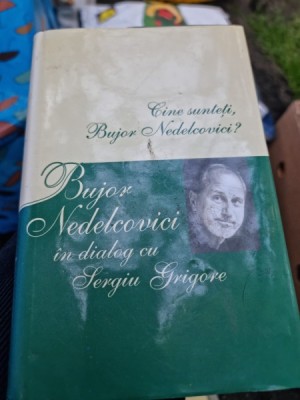 Cine sunteți,
Bujor Nedelcovici?
Bujor
Nedelcovici
în dialog cu
Sergiu Grigore